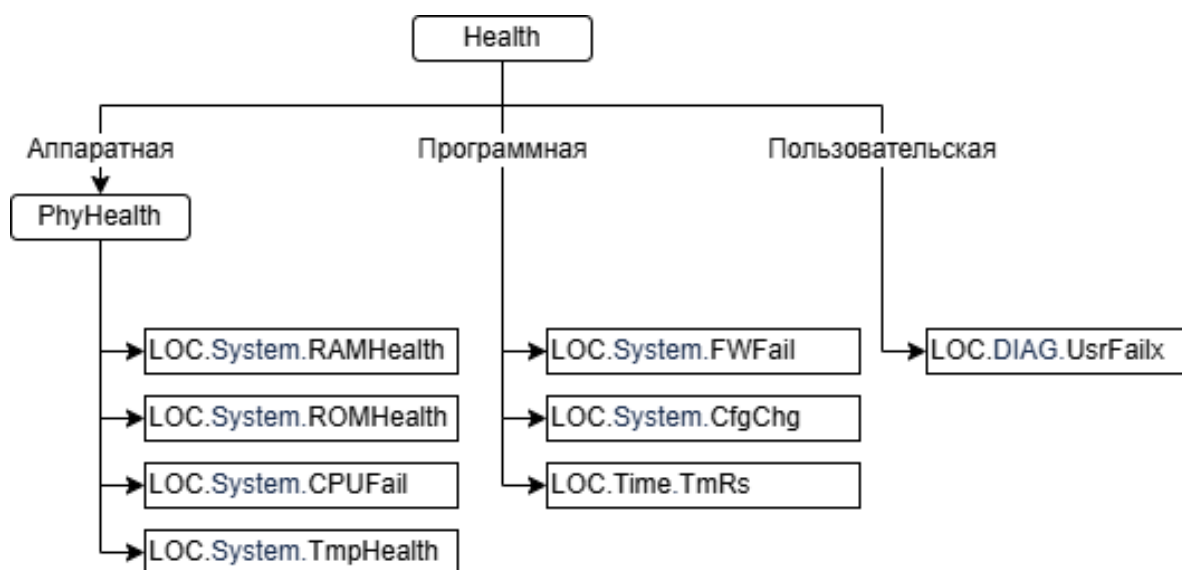 Health
Аппаратная
Программная
Пользовательская
PhyHealth
LOC.System.RAMHealth
LOC.System.FWFail
LOC.DIAG.UsrFailx
LOC.System.ROMHealth
LOC.System.CfgChg
LOC.System.CPUFail
LOC.Time.TmRs
LOC.System.TmpHealth